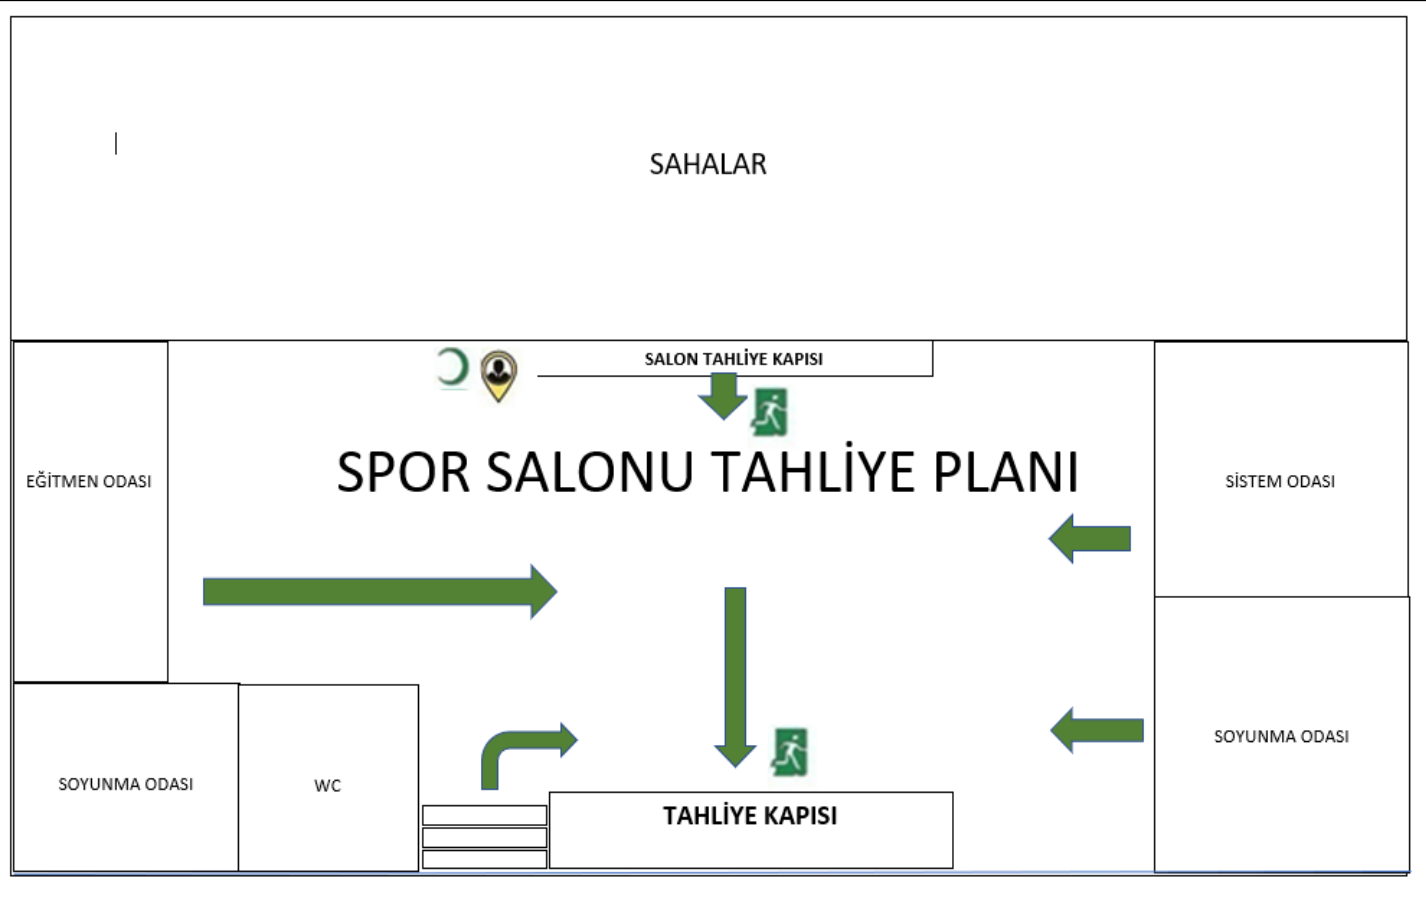 SAHALAR
SALON TAHLİYE KAPISI
SPOR SALONU TAHLİYE PLANI
EĞİTMEN ODASI
SİSTEM ODASI
SOYUNMA ODASI
SOYUNMA ODASI
WC
TAHLİYE KAPISI